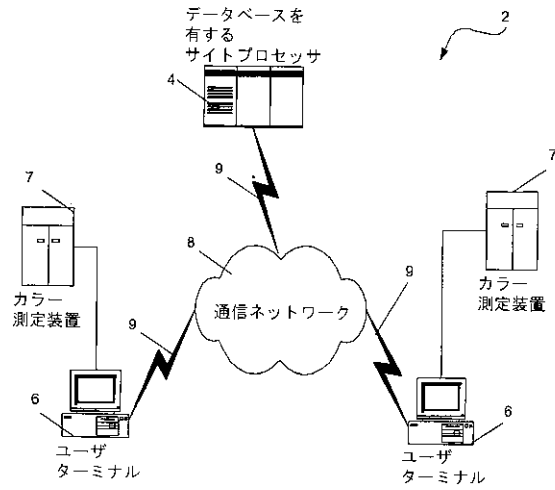 データベースを
有する
サイトプロセッサ
2
4
9
7
7
カラー
測定装置
カラー
測定装置
8
通信ネットワーク
9
9
6
6
ユーザ
ターミナル
ユーザ
ターミナル